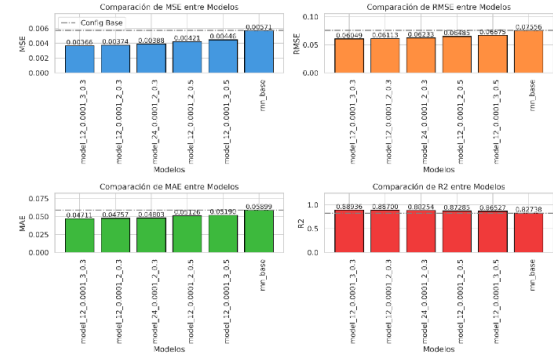 Comparación de MSE entre Modelos
Config Base
MSE
0.006
0.004
0.002
0.000
0.00366
0.00374
0.00388
0.00421
0.00446
0.00571
model_12_0.0001_3_0.3
model_12_0.0001_2_0.3
model_24_0.0001_2_0.3
model_12_0.0001_2_0.5
model_12_0.0001_3_0.5
rnn_base
Modelos
Comparación de RMSE entre Modelos
RMSE
0.10
0.05
0.00
0.06049
0.06113
0.06231
0.06485
0.06675
0.07556
model_12_0.0001_3_0.3
model_12_0.0001_2_0.3
model_24_0.0001_2_0.3
model_12_0.0001_2_0.5
model_12_0.0001_3_0.5
rnn_base
Modelos
Comparación de MAE entre Modelos
MAE
0.075
0.050
0.025
0.000
0.04711
0.04757
0.04803
0.05126
0.05190
0.05899
model_12_0.0001_3_0.3
model_12_0.0001_2_0.3
model_24_0.0001_2_0.3
model_12_0.0001_2_0.5
model_12_0.0001_3_0.5
rnn_base
Modelos
Comparación de R2 entre Modelos
R2
1.0
0.5
0.0
0.88936
0.88700
0.88254
0.87285
0.86527
0.82738
model_12_0.0001_3_0.3
model_12_0.0001_2_0.3
model_24_0.0001_2_0.3
model_12_0.0001_2_0.5
model_12_0.0001_3_0.5
rnn_base
Modelos